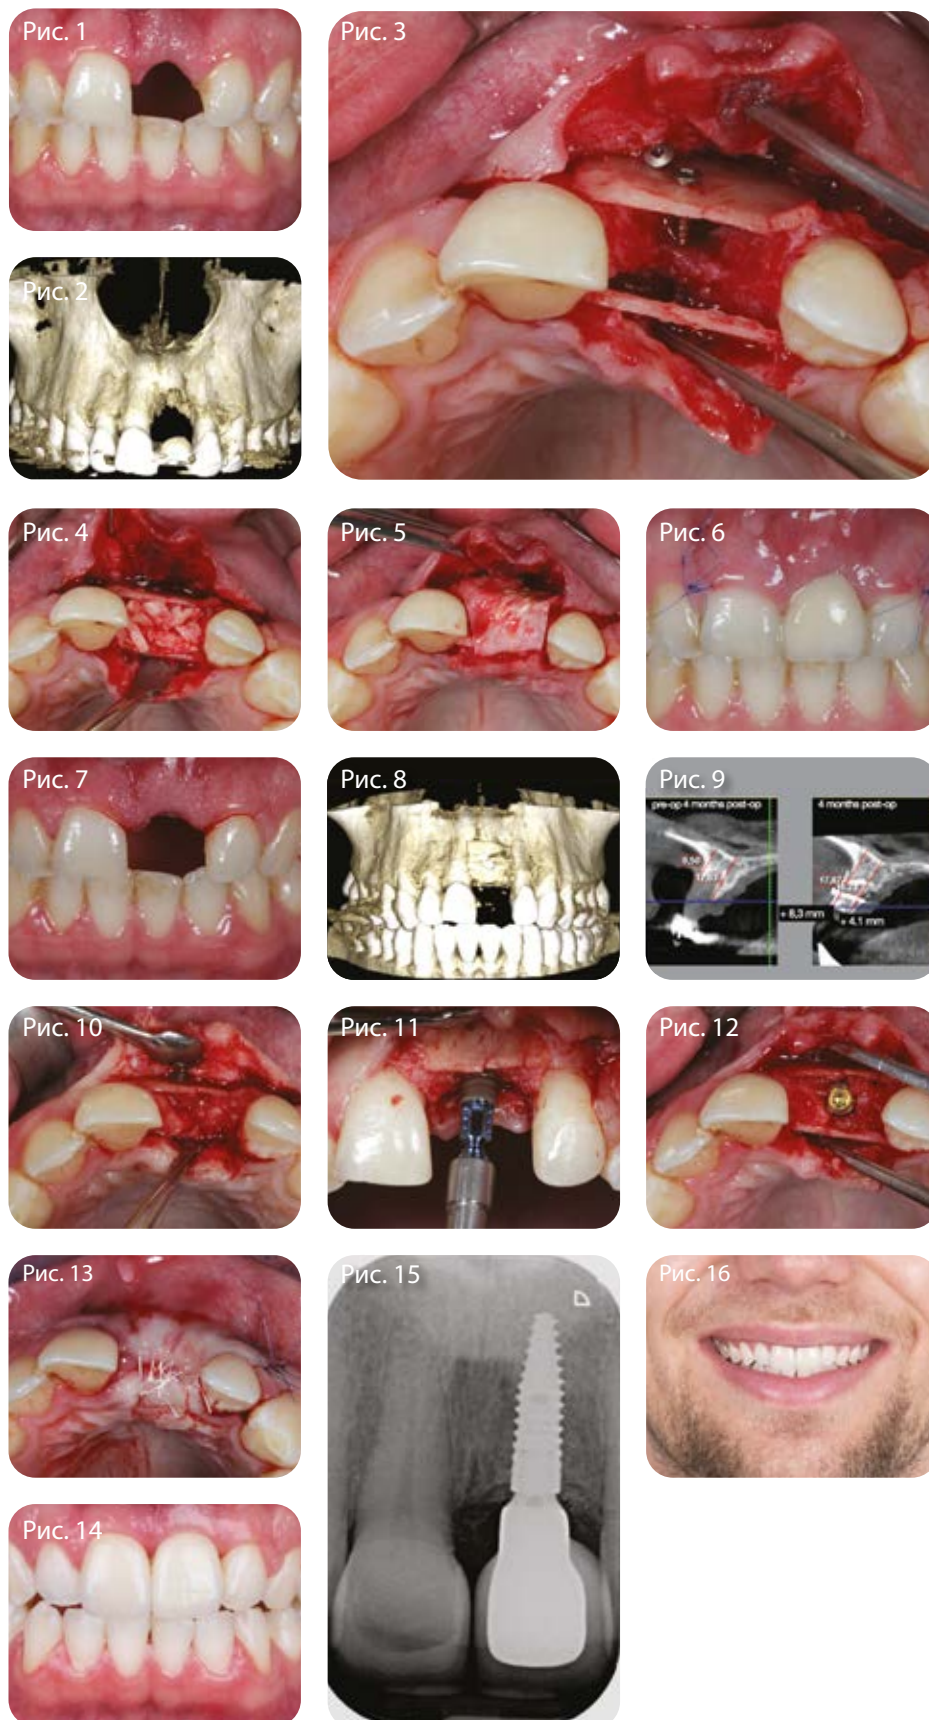 Рис. 1
Рис. 3
Рис. 2
Рис. 4
Рис. 5
Рис. 6
Рис. 7
Рис. 8
Рис. 9
pre-op 4 months post-op
4 months post-op
+ 8,3 mm
+ 4.1 mm
Рис. 10
Рис. 11
Рис. 12
Рис. 13
Рис. 15
Рис. 16
Рис. 14